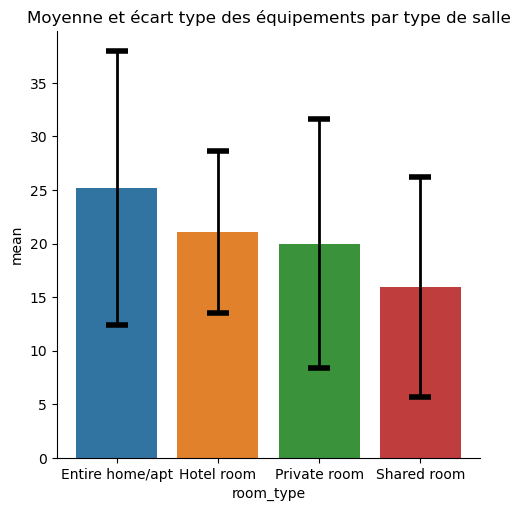 Moyenne et écart type des équipements par type de salle
35
30
25
20
15
10
5
0
mean
Entire home/apt Hotel room Private room Shared room
room_type